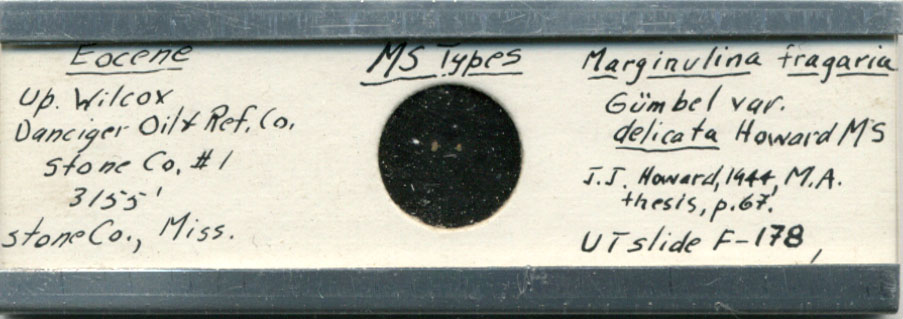 Eocene
Up. Wilcox
Danciger Oil & Ref. Co.
Stone Co. #1
3155'
Stone Co., Miss.
MS Types
Marginulina fragaria
Gümbel var.
delicata Howard MS
J.J. Howard, 1944, M.A.
thesis, p.67.
UT slide F-178